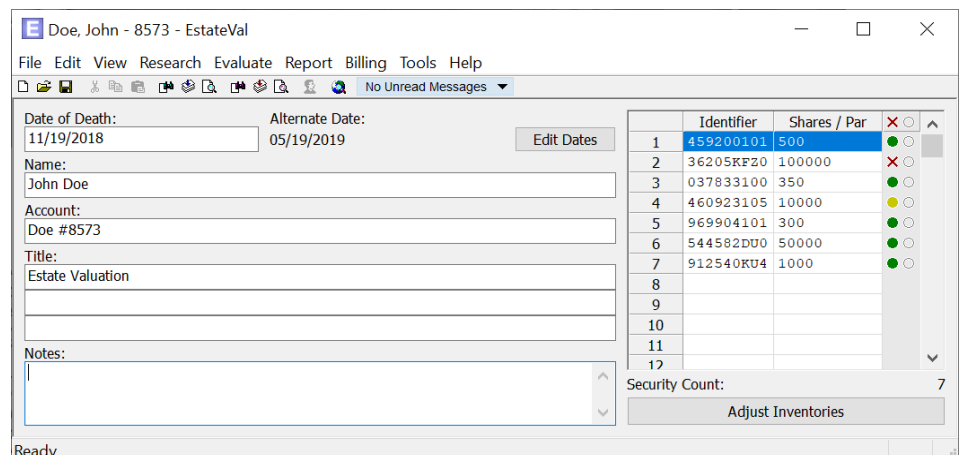 E Doe, John - 8573 - EstateVal
File Edit View Research Evaluate Report Billing Tools Help
No Unread Messages
Date of Death:
11/19/2018
Alternate Date:
05/19/2019
Edit Dates
Name:
John Doe
Account:
Doe #8573
Title:
Estate Valuation
Notes:
Identifier Shares / Par
1 459200101 500
2 36205KFZ0 100000
3 037833100 350
4 460923105 10000
5 969904101 300
6 544582DU0 50000
7 912540KU4 1000
8
9
10
11
12
Security Count: 7
Adjust Inventories
Ready